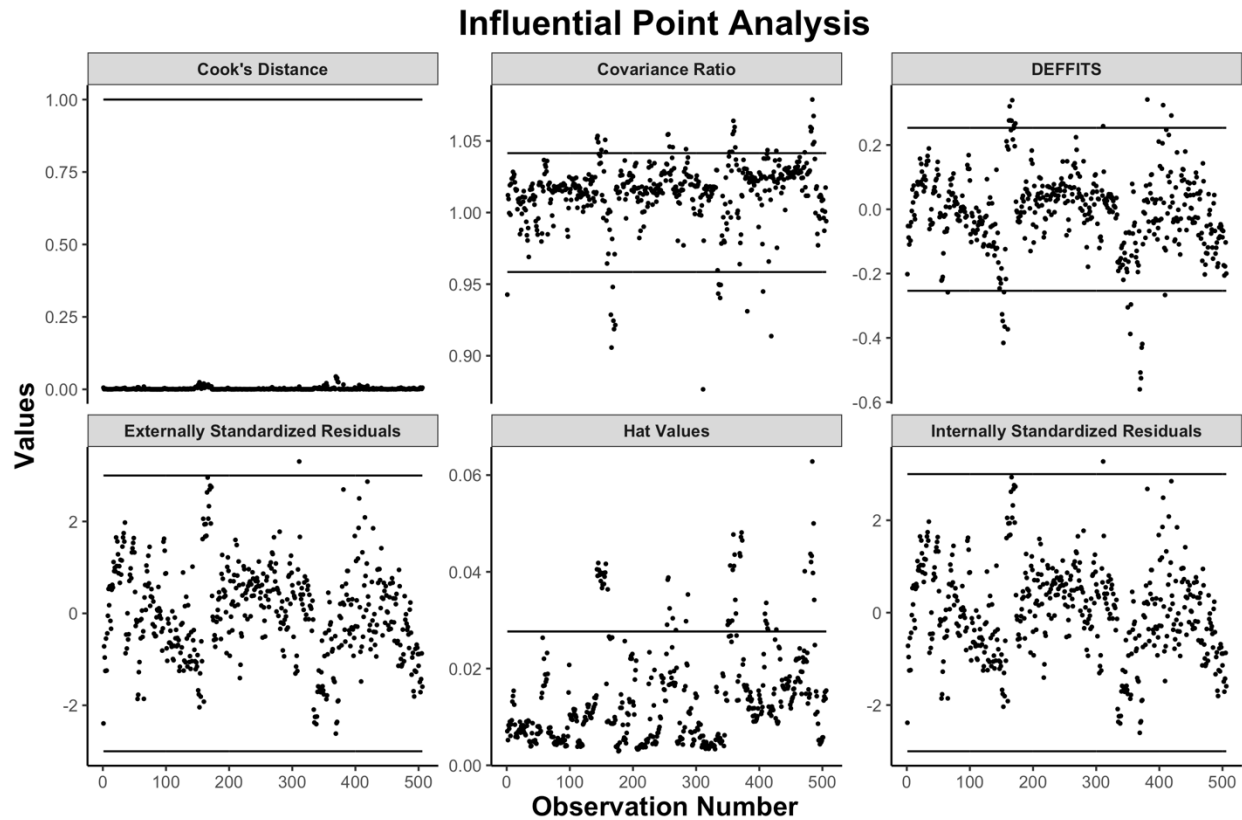 Influential Point Analysis
Values
Cook's Distance
1.00
0.75
0.50
0.25
0.00
Covariance Ratio
1.05
1.00
0.95
0.90
DEFFITS
0.2
0.0
-0.2
-0.4
-0.6
Externally Standardized Residuals
2
0
-2
0 100 200 300 400 500
Hat Values
0.06
0.04
0.02
0.00
0 100 200 300 400 500
Internally Standardized Residuals
2
0
-2
0 100 200 300 400 500
Observation Number